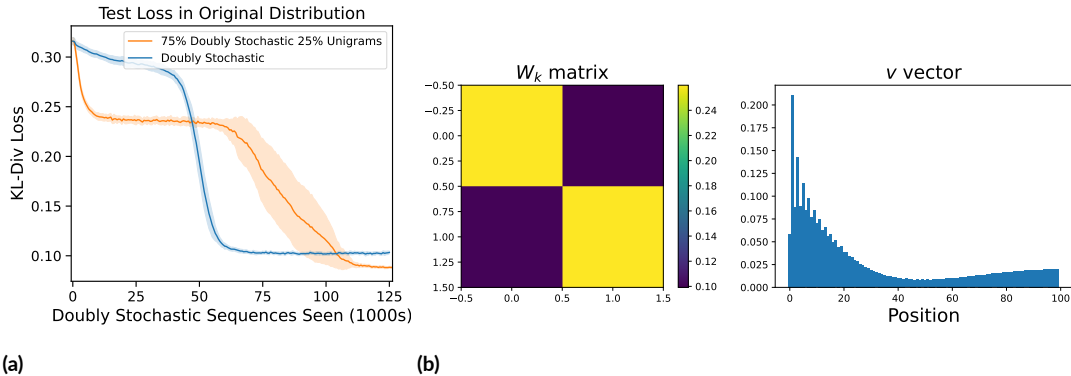 Test Loss in Original Distribution
75% Doubly Stochastic 25% Unigrams
Doubly Stochastic
KL-Div Loss
0.30
0.25
0.20
0.15
0.10
0 25 50 75 100 125
Doubly Stochastic Sequences Seen (1000s)
(a)
W_k matrix
−0.50
−0.25
0.00
0.25
0.50
0.75
1.00
1.25
1.50
−0.5 0.0 0.5 1.0 1.5
0.24
0.22
0.20
0.18
0.16
0.14
0.12
0.10
(b)
v vector
0.200
0.175
0.150
0.125
0.100
0.075
0.050
0.025
0.000
0 20 40 60 80 100
Position